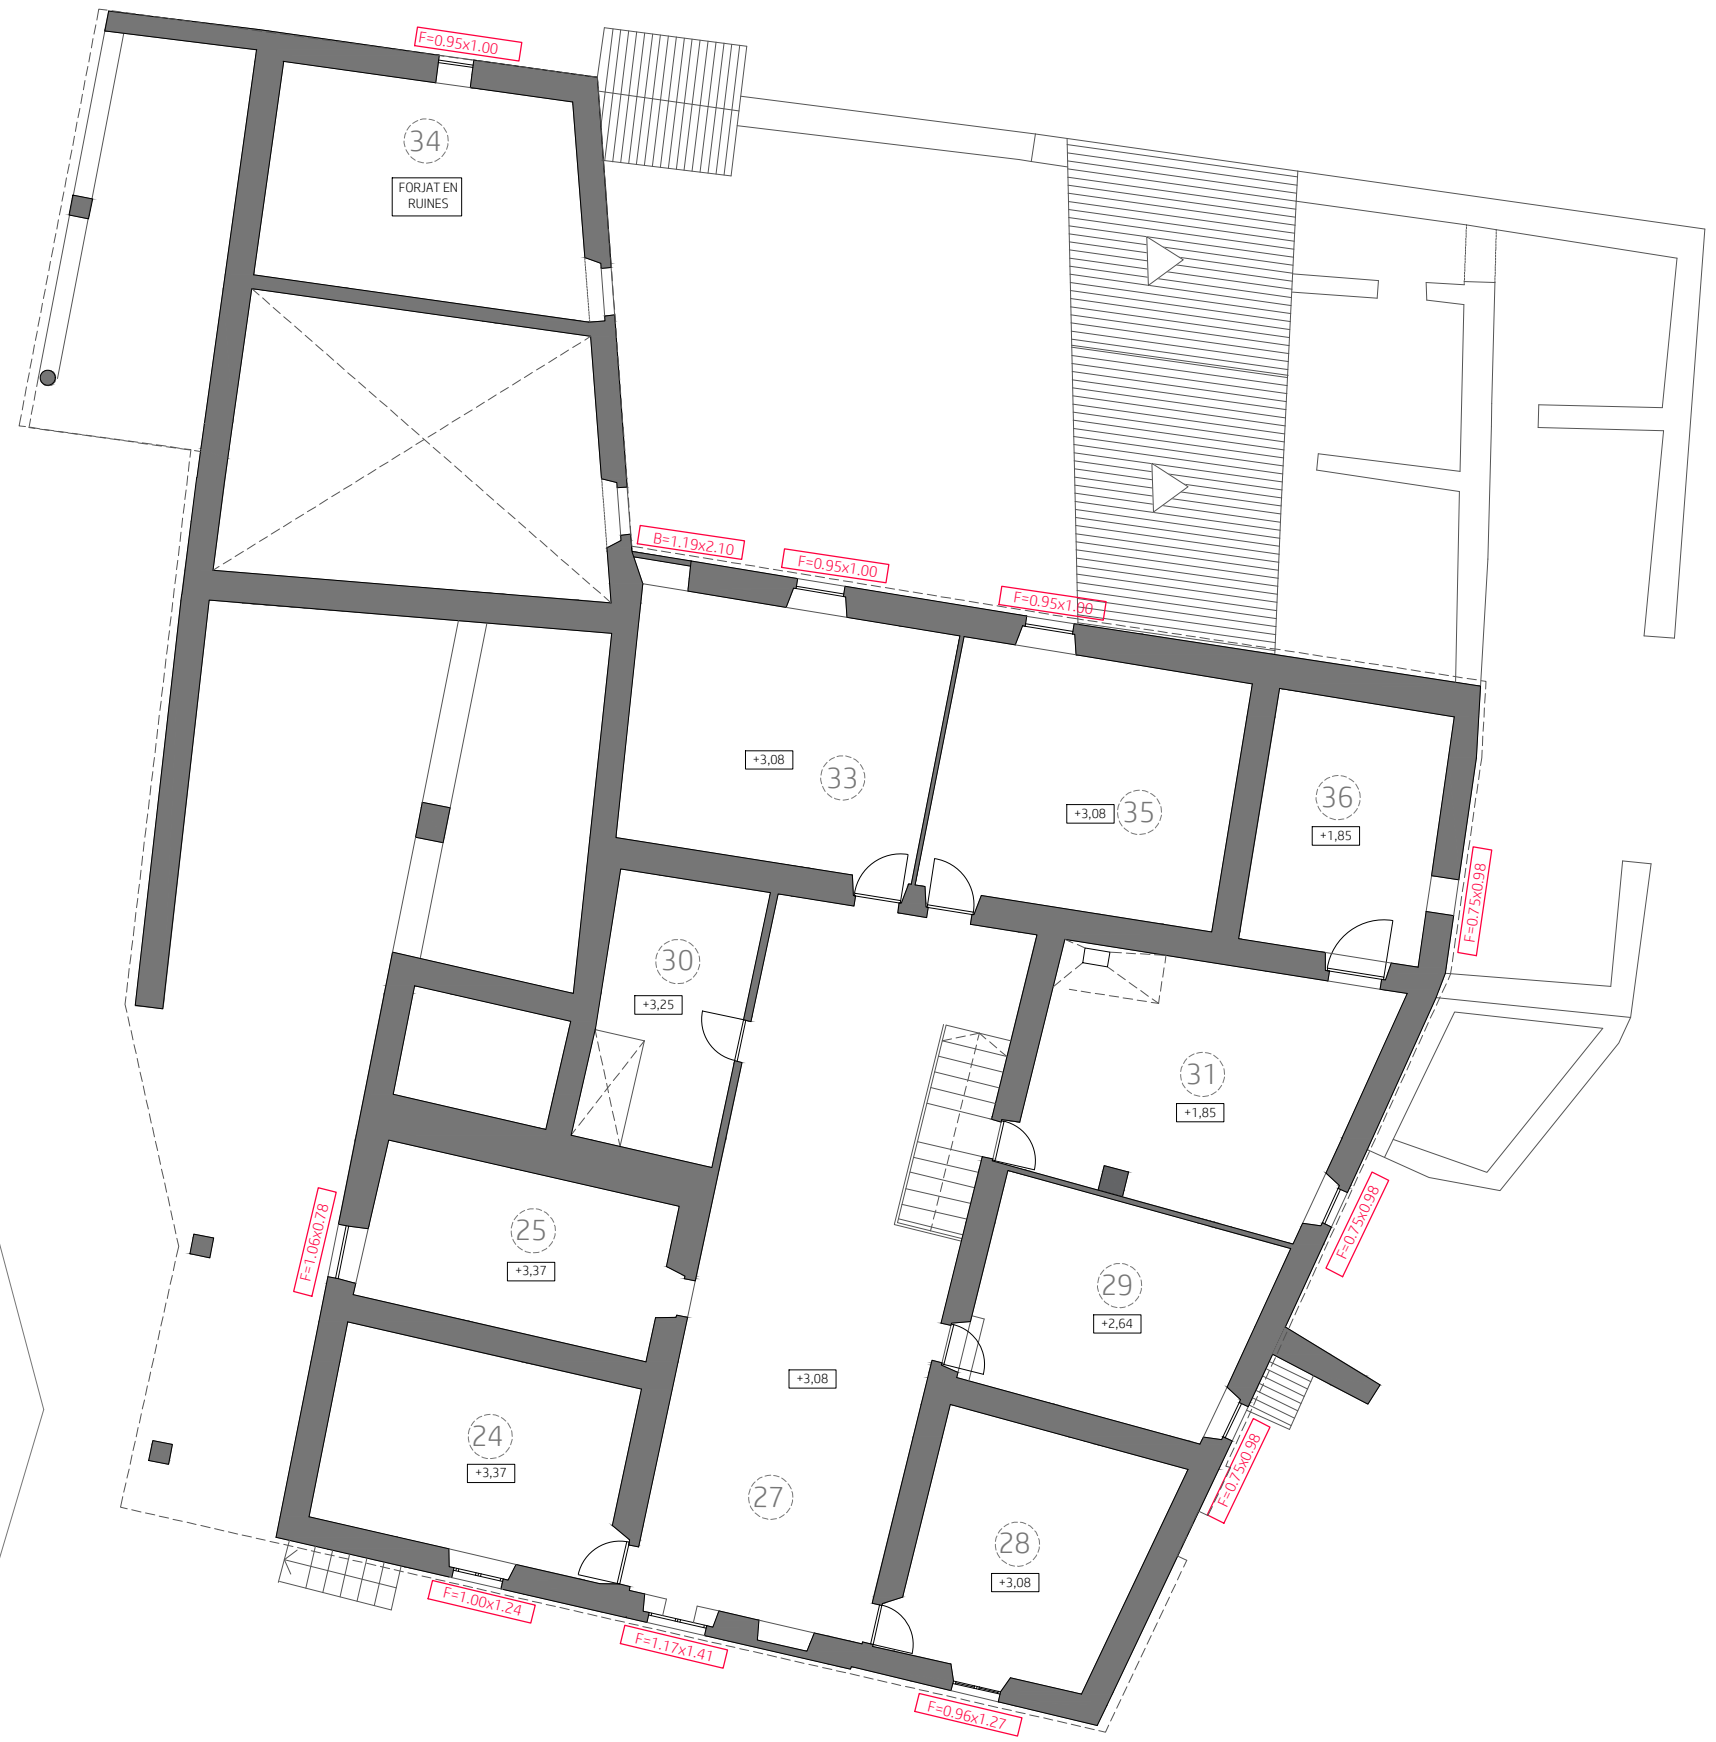 F=0.95x1.00
34
FORJAT EN
RUINES
B=1.19x2.10
F=0.95x1.00
F=0.95x1.00
+3,08
33
+3,08
35
36
+1,85
F=0.75x0.98
30
+3,25
31
+1,85
F=0.75x0.98
F=1.06x0.78
25
+3,37
29
+2,64
+3,08
24
+3,37
27
F=0.75x0.98
28
+3,08
F=1.00x1.24
F=1.17x1.41
F=0.96x1.27